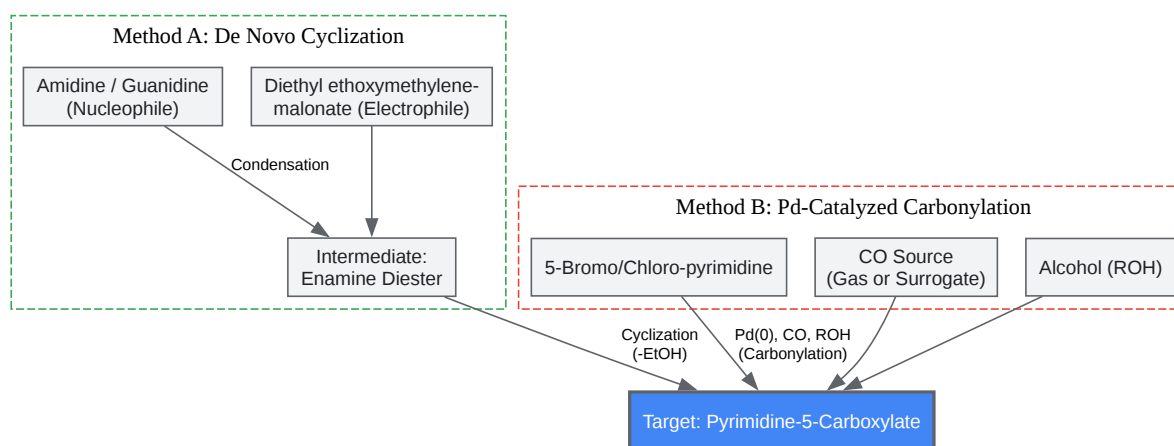 Method A: De Novo Cyclization
Amidine / Guanidine
(Nucleophile)
Diethyl ethoxymethylene-
malonate (Electrophile)
Condensation
Method B: Pd-Catalyzed Carbonylation
Intermediate:
Enamine Diester
5-Bromo/Chloro-pyrimidine
CO Source
(Gas or Surrogate)
Alcohol (ROH)
Cyclization
(-EtOH)
Pd(0), CO, ROH
(Carbonylation)
Target: Pyrimidine-5-Carboxylate